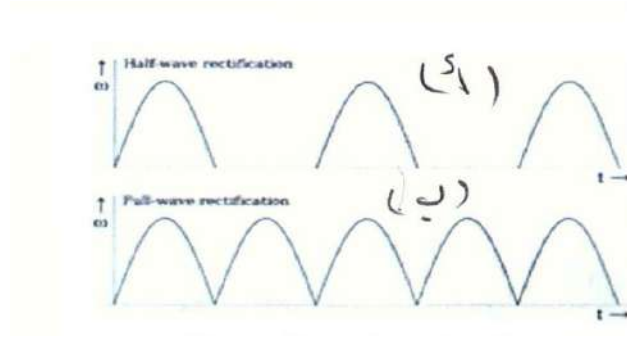 Half-wave rectification
(أ)
↑
ω
t →
Full-wave rectification
(ب)
↑
ω
t →